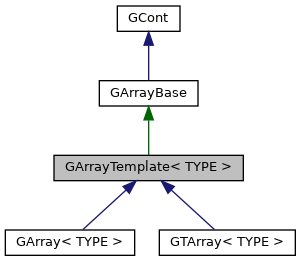 GCont
GArrayBase
GArrayTemplate< TYPE >
GArray< TYPE >
GTArray< TYPE >